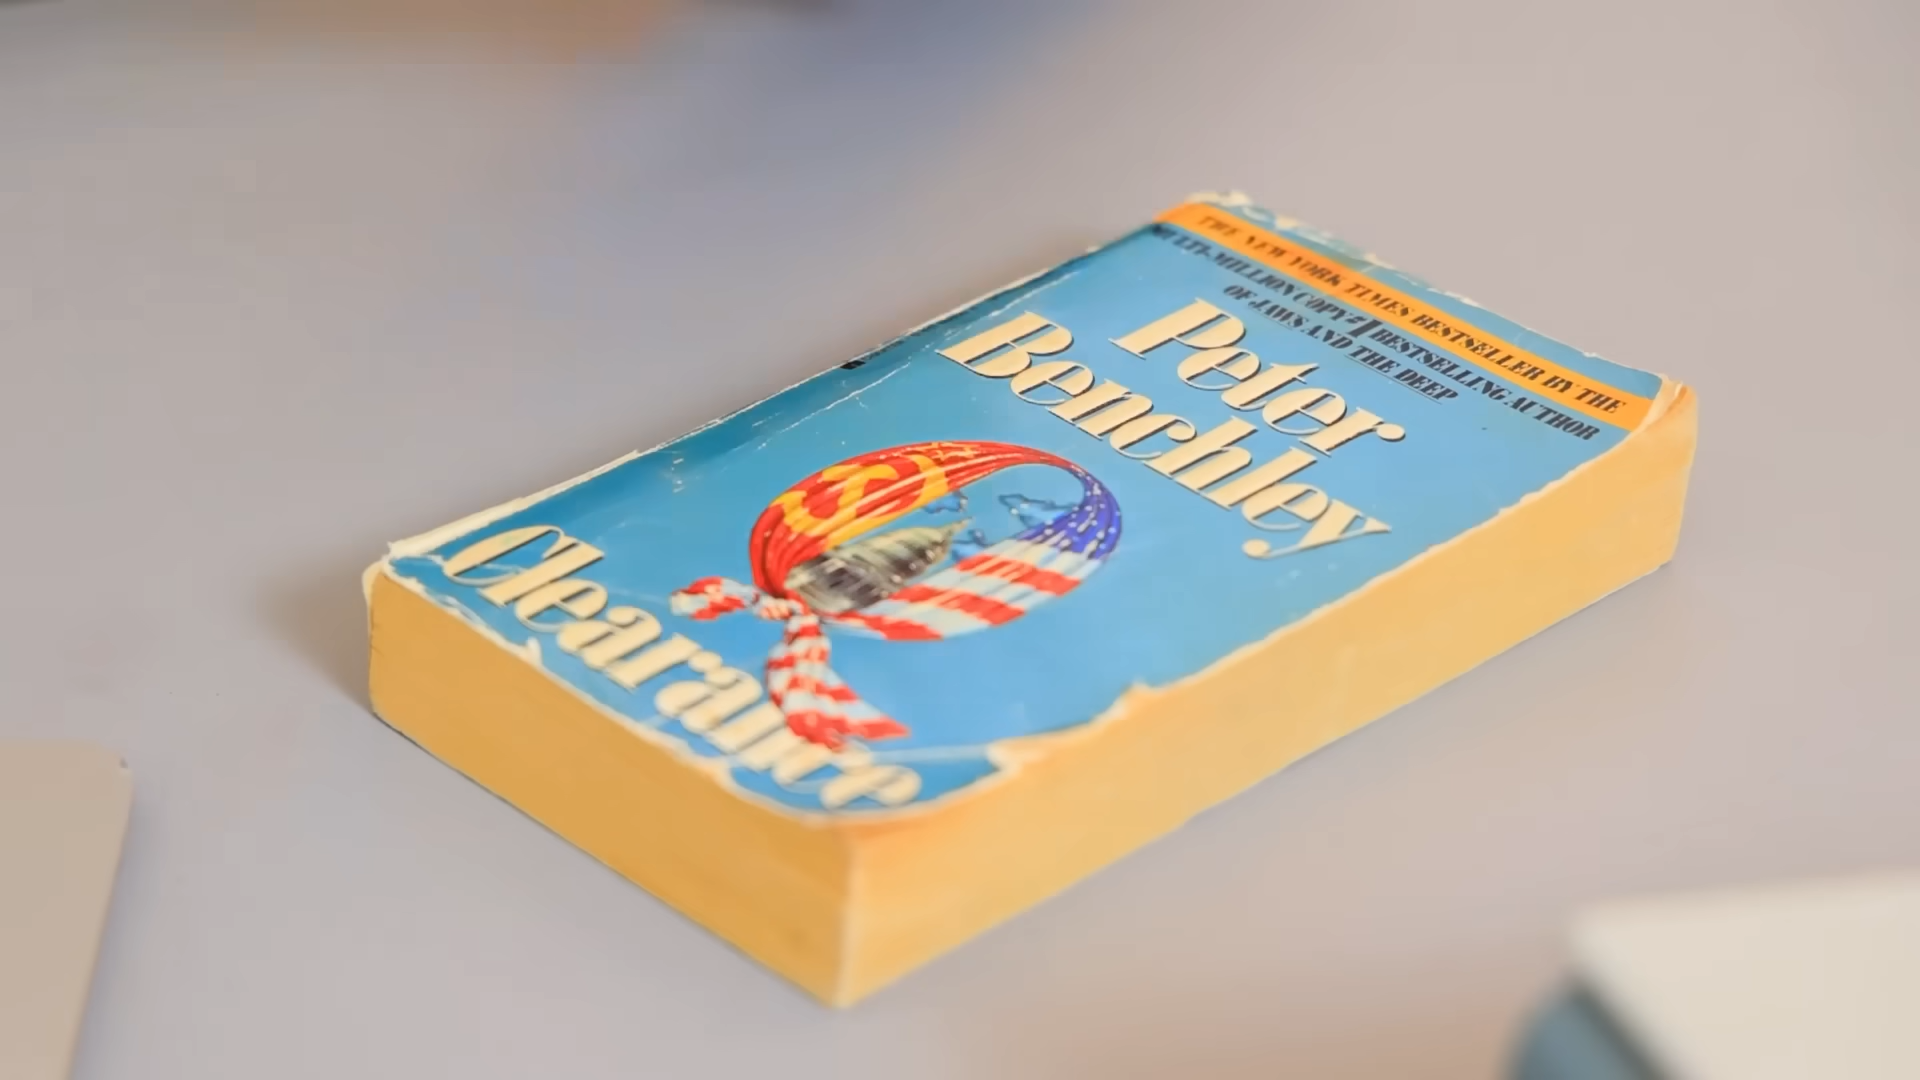 THE NEW YORK TIMES BESTSELLER BY THE
MULTI-MILLION COPY #1 BESTSELLING AUTHOR
OF JAWS AND THE DEEP
Peter
Benchley
Clearance